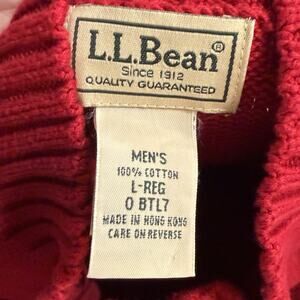 L.L.Bean®
Since 1912
QUALITY GUARANTEED
MEN'S
100% COTTON
L-REG
0 BTL7
MADE IN HONG KONG
CARE ON REVERSE